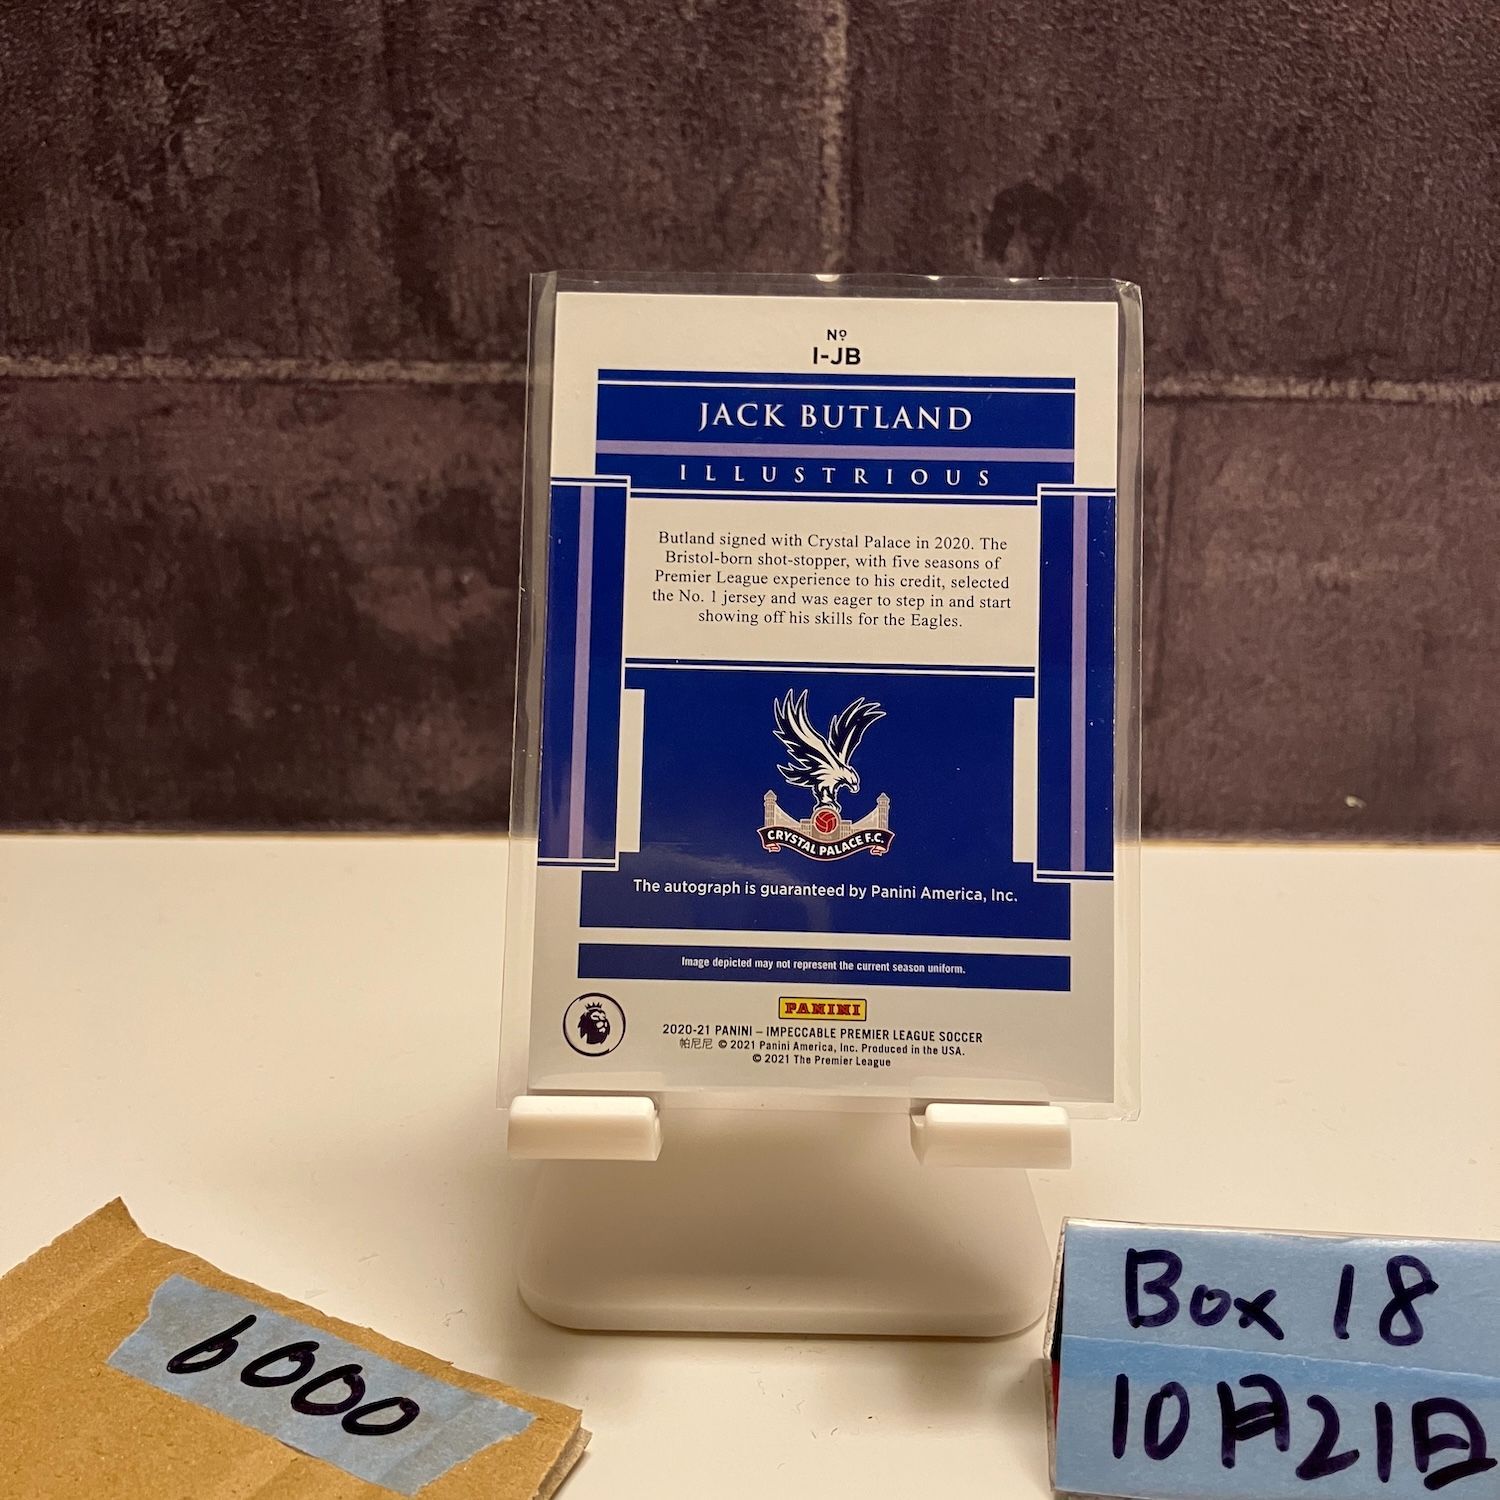 Nº
I-JB
JACK BUTLAND
ILLUSTRIOUS
Butland signed with Crystal Palace in 2020. The
Bristol-born shot-stopper, with five seasons of
Premier League experience to his credit, selected
the No. 1 jersey and was eager to step in and start
showing off his skills for the Eagles.
CRYSTAL PALACE F.C.
The autograph is guaranteed by Panini America, Inc.
Image depicted may not represent the current season uniform.
PANINI
2020-21 PANINI – IMPECCABLE PREMIER LEAGUE SOCCER
帕尼尼 © 2021 Panini America, Inc. Produced in the USA.
© 2021 The Premier League
6000
Box 18
10月21日